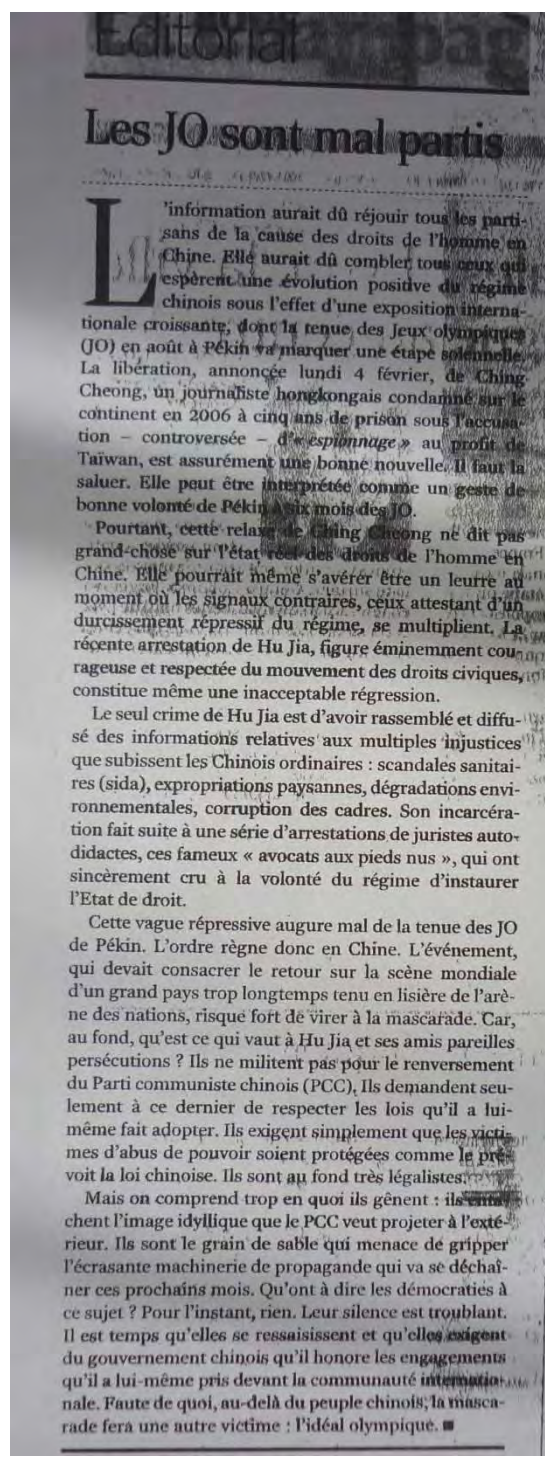 Editorial
Les JO sont mal partis
L'information aurait dû réjouir tous les parti-
sans de la cause des droits de l'homme en
Chine. Elle aurait dû combler tous ceux qui
espèrent une évolution positive du régime
chinois sous l'effet d'une exposition interna-
tionale croissante, dont la tenue des Jeux olympiques
(JO) en août à Pékin va marquer une étape solennelle.
La libération, annoncée lundi 4 février, de Ching
Cheong, un journaliste hongkongais condamné sur le
continent en 2006 à cinq ans de prison sous l'accusa-
tion – controversée – d'« espionnage » au profit de
Taïwan, est assurément une bonne nouvelle. Il faut la
saluer. Elle peut être interprétée comme un geste de
bonne volonté de Pékin à six mois des JO.
Pourtant, cette relaxe de Ching Cheong ne dit pas
grand-chose sur l'état réel des droits de l'homme en
Chine. Elle pourrait même s'avérer être un leurre au
moment où les signaux contraires, ceux attestant d'un
durcissement répressif du régime, se multiplient. La
récente arrestation de Hu Jia, figure éminemment cou-
rageuse et respectée du mouvement des droits civiques,
constitue même une inacceptable régression.
Le seul crime de Hu Jia est d'avoir rassemblé et diffu-
sé des informations relatives aux multiples injustices
que subissent les Chinois ordinaires : scandales sanitai-
res (sida), expropriations paysannes, dégradations envi-
ronnementales, corruption des cadres. Son incarcéra-
tion fait suite à une série d'arrestations de juristes auto-
didactes, ces fameux « avocats aux pieds nus », qui ont
sincèrement cru à la volonté du régime d'instaurer
l'Etat de droit.
Cette vague répressive augure mal de la tenue des JO
de Pékin. L'ordre règne donc en Chine. L'événement,
qui devait consacrer le retour sur la scène mondiale
d'un grand pays trop longtemps tenu en lisière de l'arè-
ne des nations, risque fort de virer à la mascarade. Car,
au fond, qu'est ce qui vaut à Hu Jia et ses amis pareilles
persécutions ? Ils ne militent pas pour le renversement
du Parti communiste chinois (PCC). Ils demandent seu-
lement à ce dernier de respecter les lois qu'il a lui-
même fait adopter. Ils exigent simplement que les victi-
mes d'abus de pouvoir soient protégées comme le pré-
voit la loi chinoise. Ils sont au fond très légalistes.
Mais on comprend trop en quoi ils gênent : ils enta-
chent l'image idyllique que le PCC veut projeter à l'exté-
rieur. Ils sont le grain de sable qui menace de gripper
l'écrasante machinerie de propagande qui va se déchaî-
ner ces prochains mois. Qu'ont à dire les démocraties à
ce sujet ? Pour l'instant, rien. Leur silence est troublant.
Il est temps qu'elles se ressaisissent et qu'elles exigent
du gouvernement chinois qu'il honore les engagements
qu'il a lui-même pris devant la communauté internatio-
nale. Faute de quoi, au-delà du peuple chinois, la masca-
rade fera une autre victime : l'idéal olympique. ■